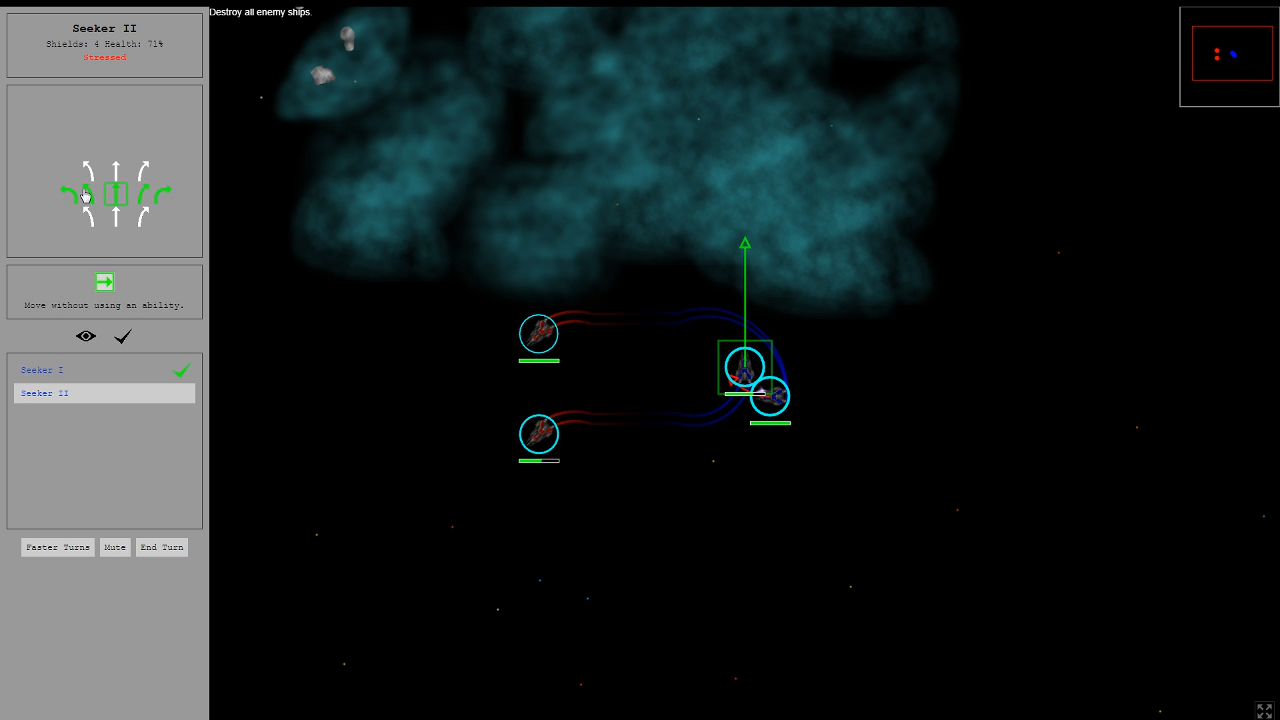 Destroy all enemy ships.
Seeker II
Shields: 4 Health: 71%
Stressed
Move without using an ability.
Seeker I
Seeker II
Faster Turns
Mute
End Turn